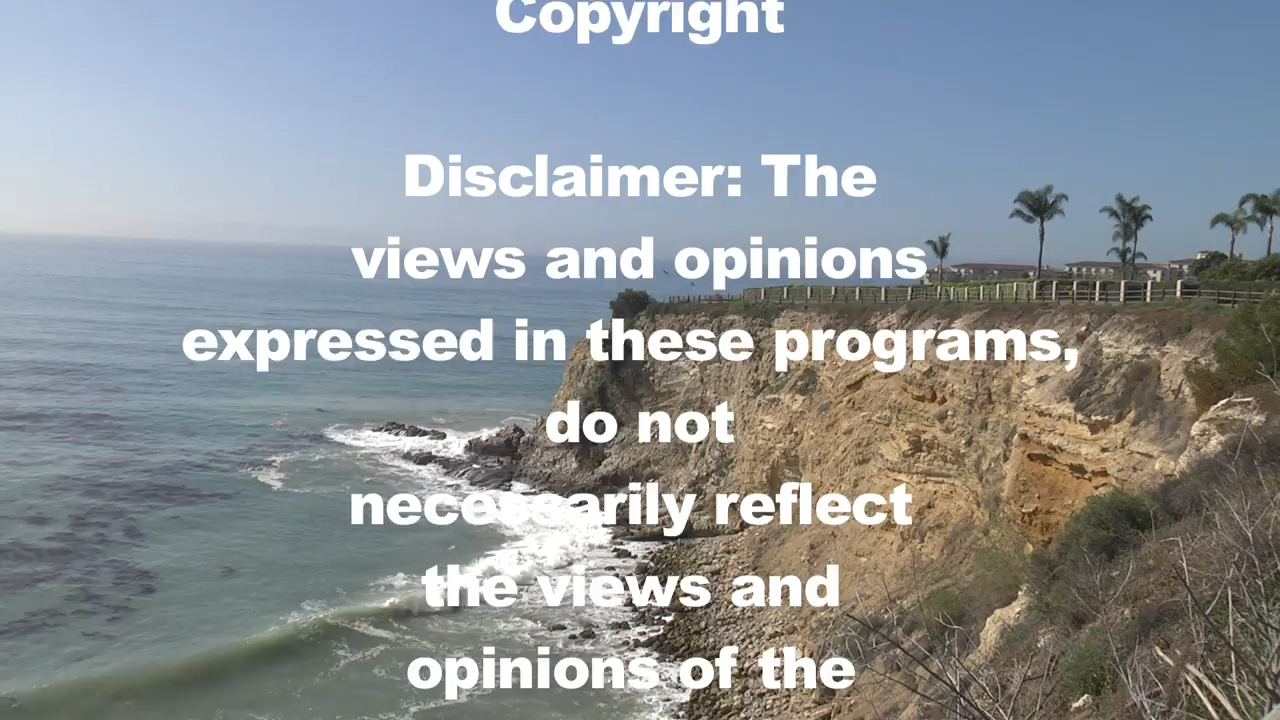 Copyright
Disclaimer: The
views and opinions
expressed in these programs,
do not
necessarily reflect
the views and
opinions of the